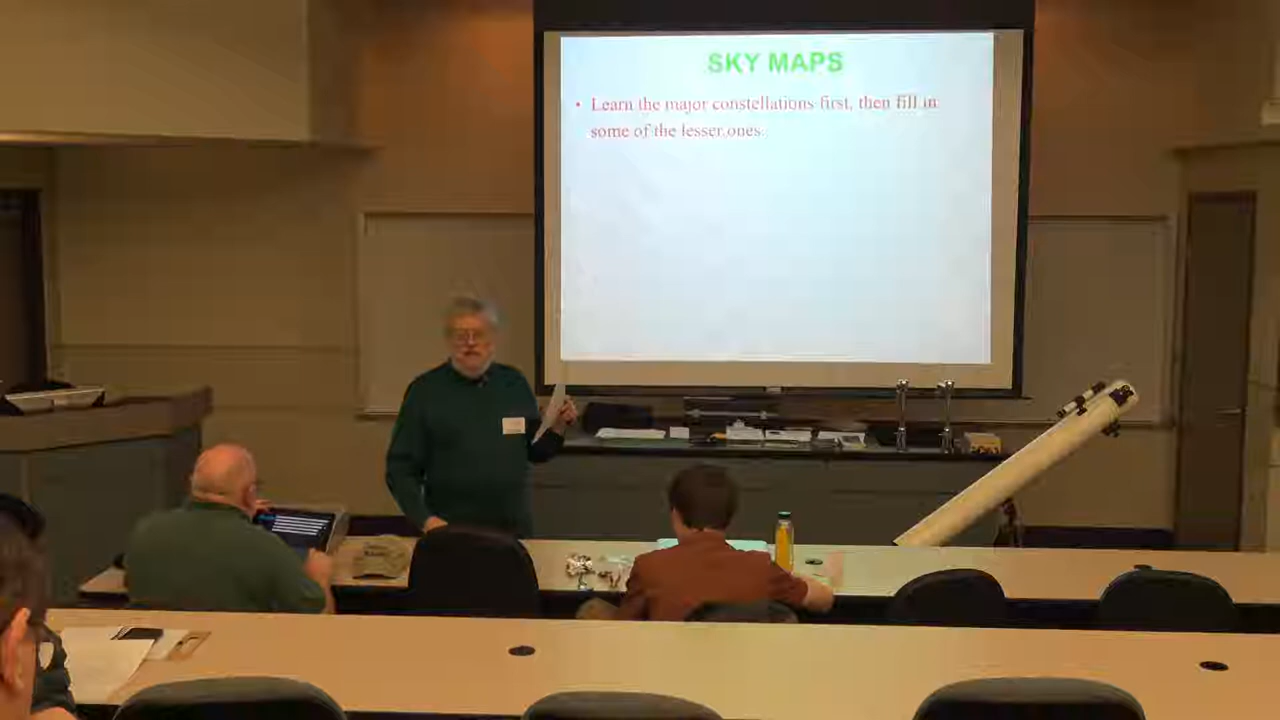 SKY MAPS
• Learn the major constellations first, then fill in
some of the lesser ones.